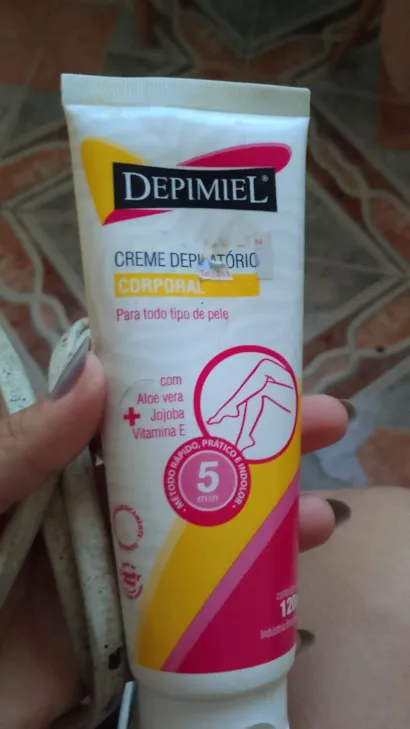 DEPIMIEL®
CREME DEPILATÓRIO
CORPORAL
Para todo tipo de pele
com
Aloe vera
+ Jojoba
Vitamina E
MÉTODO RÁPIDO, PRÁTICO E INDOLOR
5
min
120